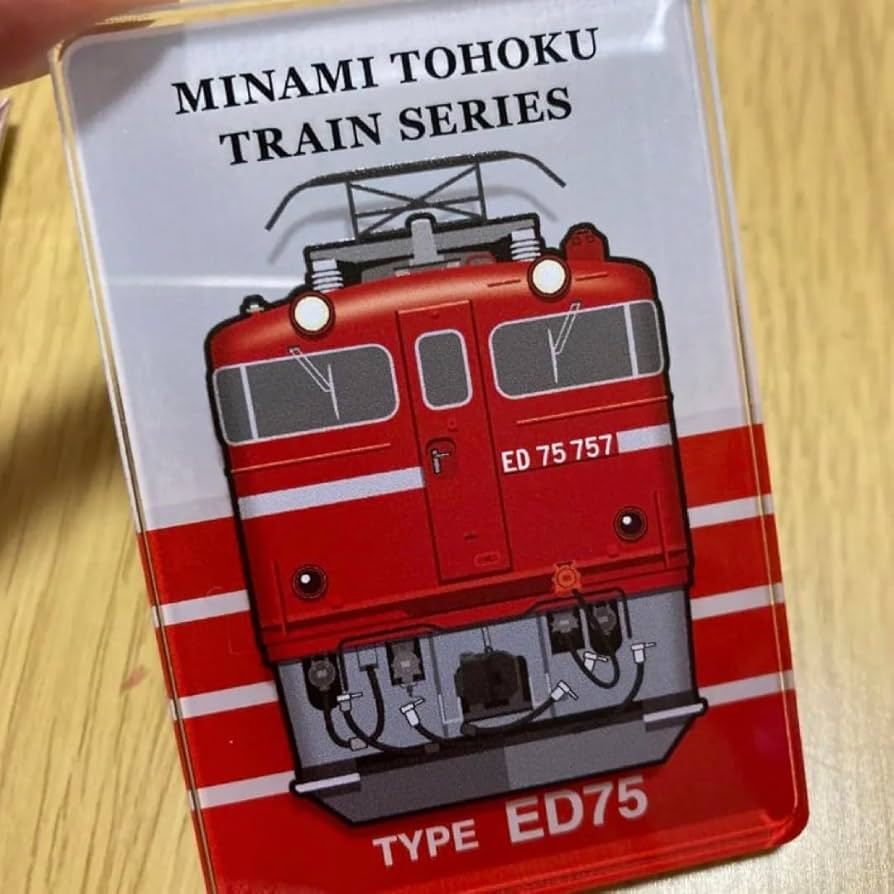 MINAMI TOHOKU
TRAIN SERIES
ED 75 757
TYPE ED75